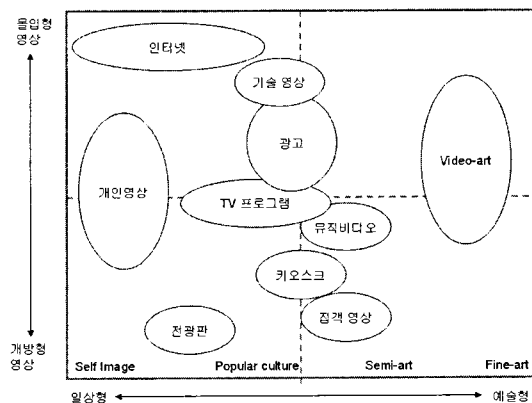 몰입형
영상
인터넷
기술 영상
광고
Video-art
개인영상
TV 프로그램
뮤직비디오
키오스크
집객 영상
전광판
개방형
영상
Self Image
Popular culture
Semi-art
Fine-art
일상형
예술형